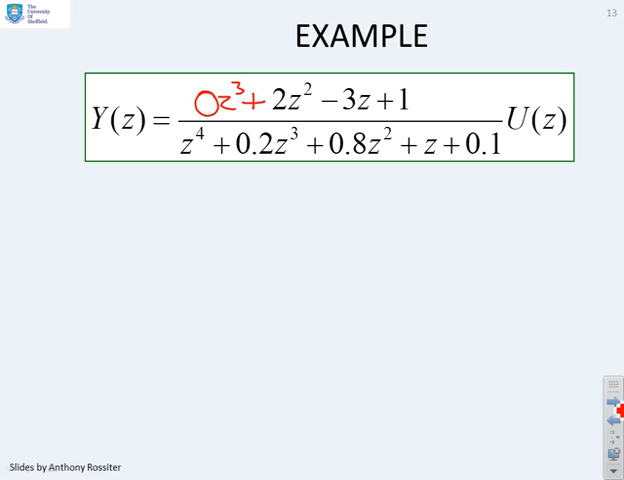 The
University
Of
Sheffield.
13
EXAMPLE
Y(z) = (0z³ + 2z² − 3z + 1) / (z⁴ + 0.2z³ + 0.8z² + z + 0.1) U(z)
Slides by Anthony Rossiter